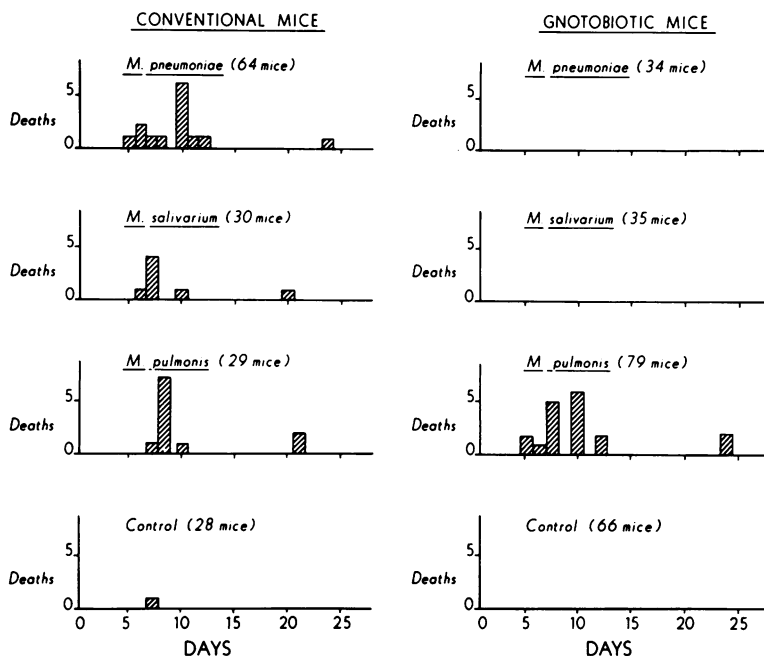 CONVENTIONAL MICE
GNOTOBIOTIC MICE
M. pneumoniae (64 mice)
5
Deaths
0
M. pneumoniae (34 mice)
5
Deaths
0
M. salivarium (30 mice)
5
Deaths
0
M. salivarium (35 mice)
5
Deaths
0
M. pulmonis (29 mice)
5
Deaths
0
M. pulmonis (79 mice)
5
Deaths
0
Control (28 mice)
5
Deaths
0
0 5 10 15 20 25
DAYS
Control (66 mice)
5
Deaths
0
0 5 10 15 20 25
DAYS